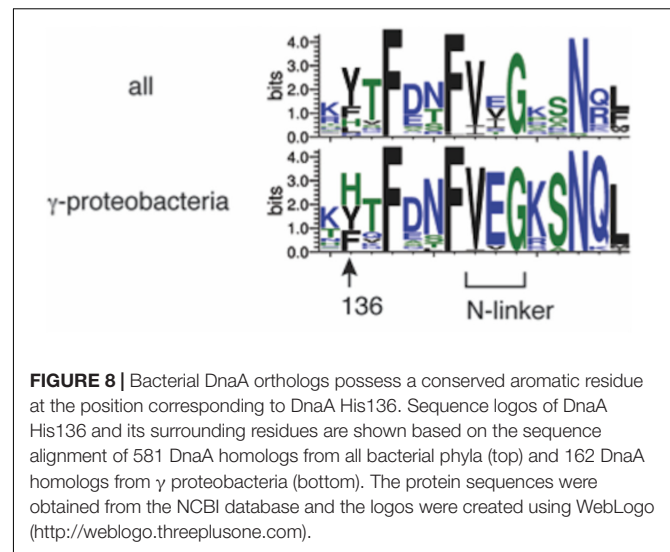 4.0
3.0
2.0
1.0
0.0
bits
all
K Y T F D N F V E G K S N Q L
4.0
3.0
2.0
1.0
0.0
bits
γ-proteobacteria
K H T F D N F V E G K S N Q L
136
N-linker
FIGURE 8 | Bacterial DnaA orthologs possess a conserved aromatic residue
at the position corresponding to DnaA His136. Sequence logos of DnaA
His136 and its surrounding residues are shown based on the sequence
alignment of 581 DnaA homologs from all bacterial phyla (top) and 162 DnaA
homologs from γ proteobacteria (bottom). The protein sequences were
obtained from the NCBI database and the logos were created using WebLogo
(http://weblogo.threeplusone.com).